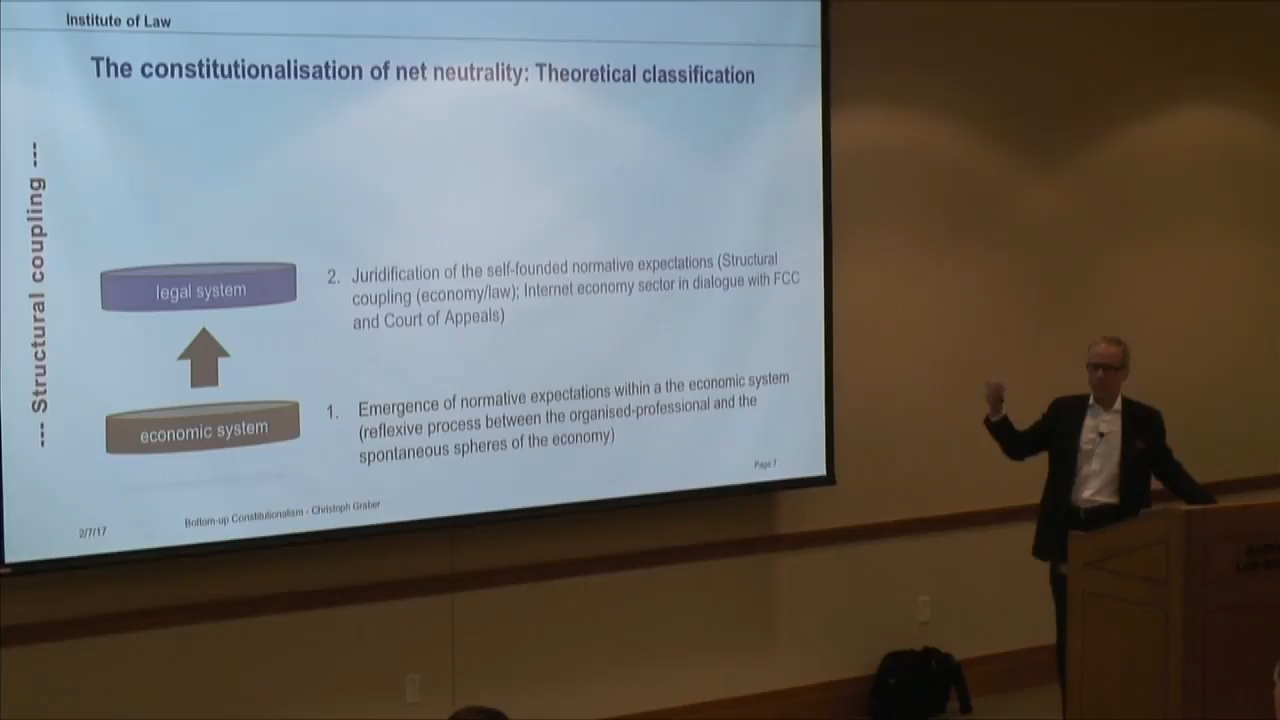 Institute of Law
The constitutionalisation of net neutrality: Theoretical classification
--- Structural coupling ---
legal system
2. Juridification of the self-founded normative expectations (Structural
coupling (economy/law); Internet economy sector in dialogue with FCC
and Court of Appeals)
economic system
1. Emergence of normative expectations within a the economic system
(reflexive process between the organised-professional and the
spontaneous spheres of the economy)
Page 7
2/7/17
Bottom-up Constitutionalism - Christoph Graber